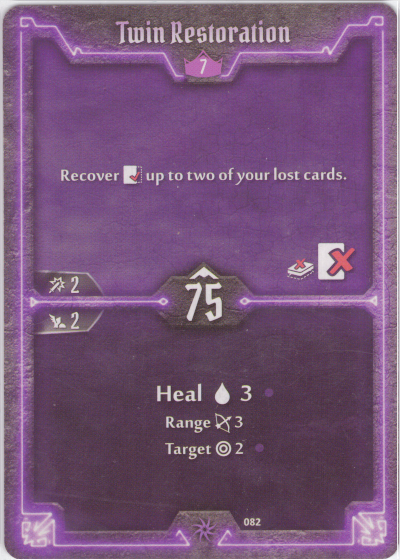 Twin Restoration
7
Recover up to two of your lost cards.
2
75
2
Heal 3
Range 3
Target 2
082